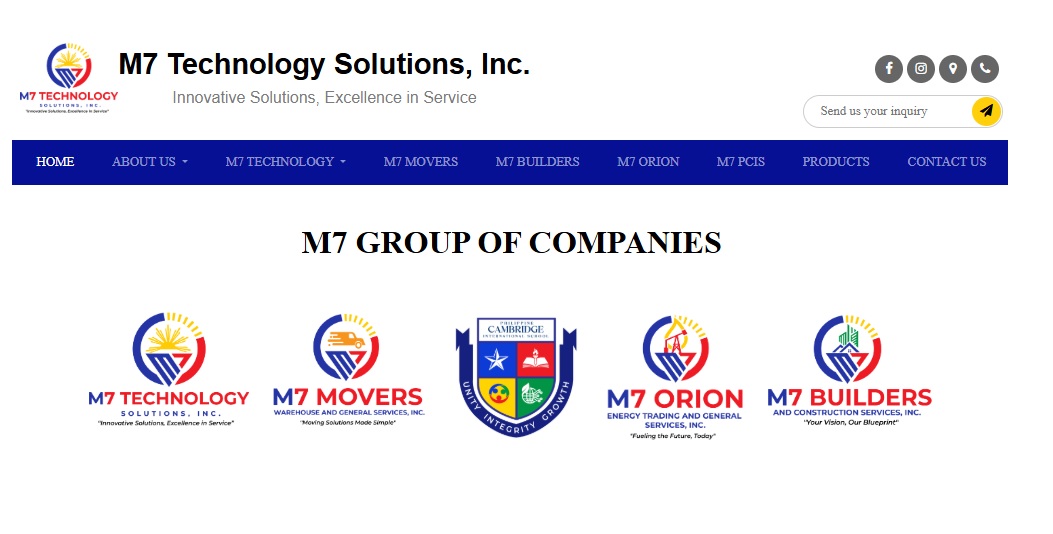 M7 TECHNOLOGY
SOLUTIONS, INC.
"Innovative Solutions, Excellence in Service"
M7 Technology Solutions, Inc.
Innovative Solutions, Excellence in Service
Send us your inquiry
HOME ABOUT US M7 TECHNOLOGY M7 MOVERS M7 BUILDERS M7 ORION M7 PCIS PRODUCTS CONTACT US
M7 GROUP OF COMPANIES
M7 TECHNOLOGY
SOLUTIONS, INC.
"Innovative Solutions, Excellence in Service"
M7 MOVERS
WAREHOUSE AND GENERAL SERVICES, INC.
"Moving Solutions Made Simple"
PHILIPPINE
CAMBRIDGE
INTERNATIONAL SCHOOL
UNITY INTEGRITY GROWTH
M7 ORION
ENERGY TRADING AND GENERAL
SERVICES, INC.
"Fueling the Future, Today"
M7 BUILDERS
AND CONSTRUCTION SERVICES, INC.
"Your Vision, Our Blueprint"